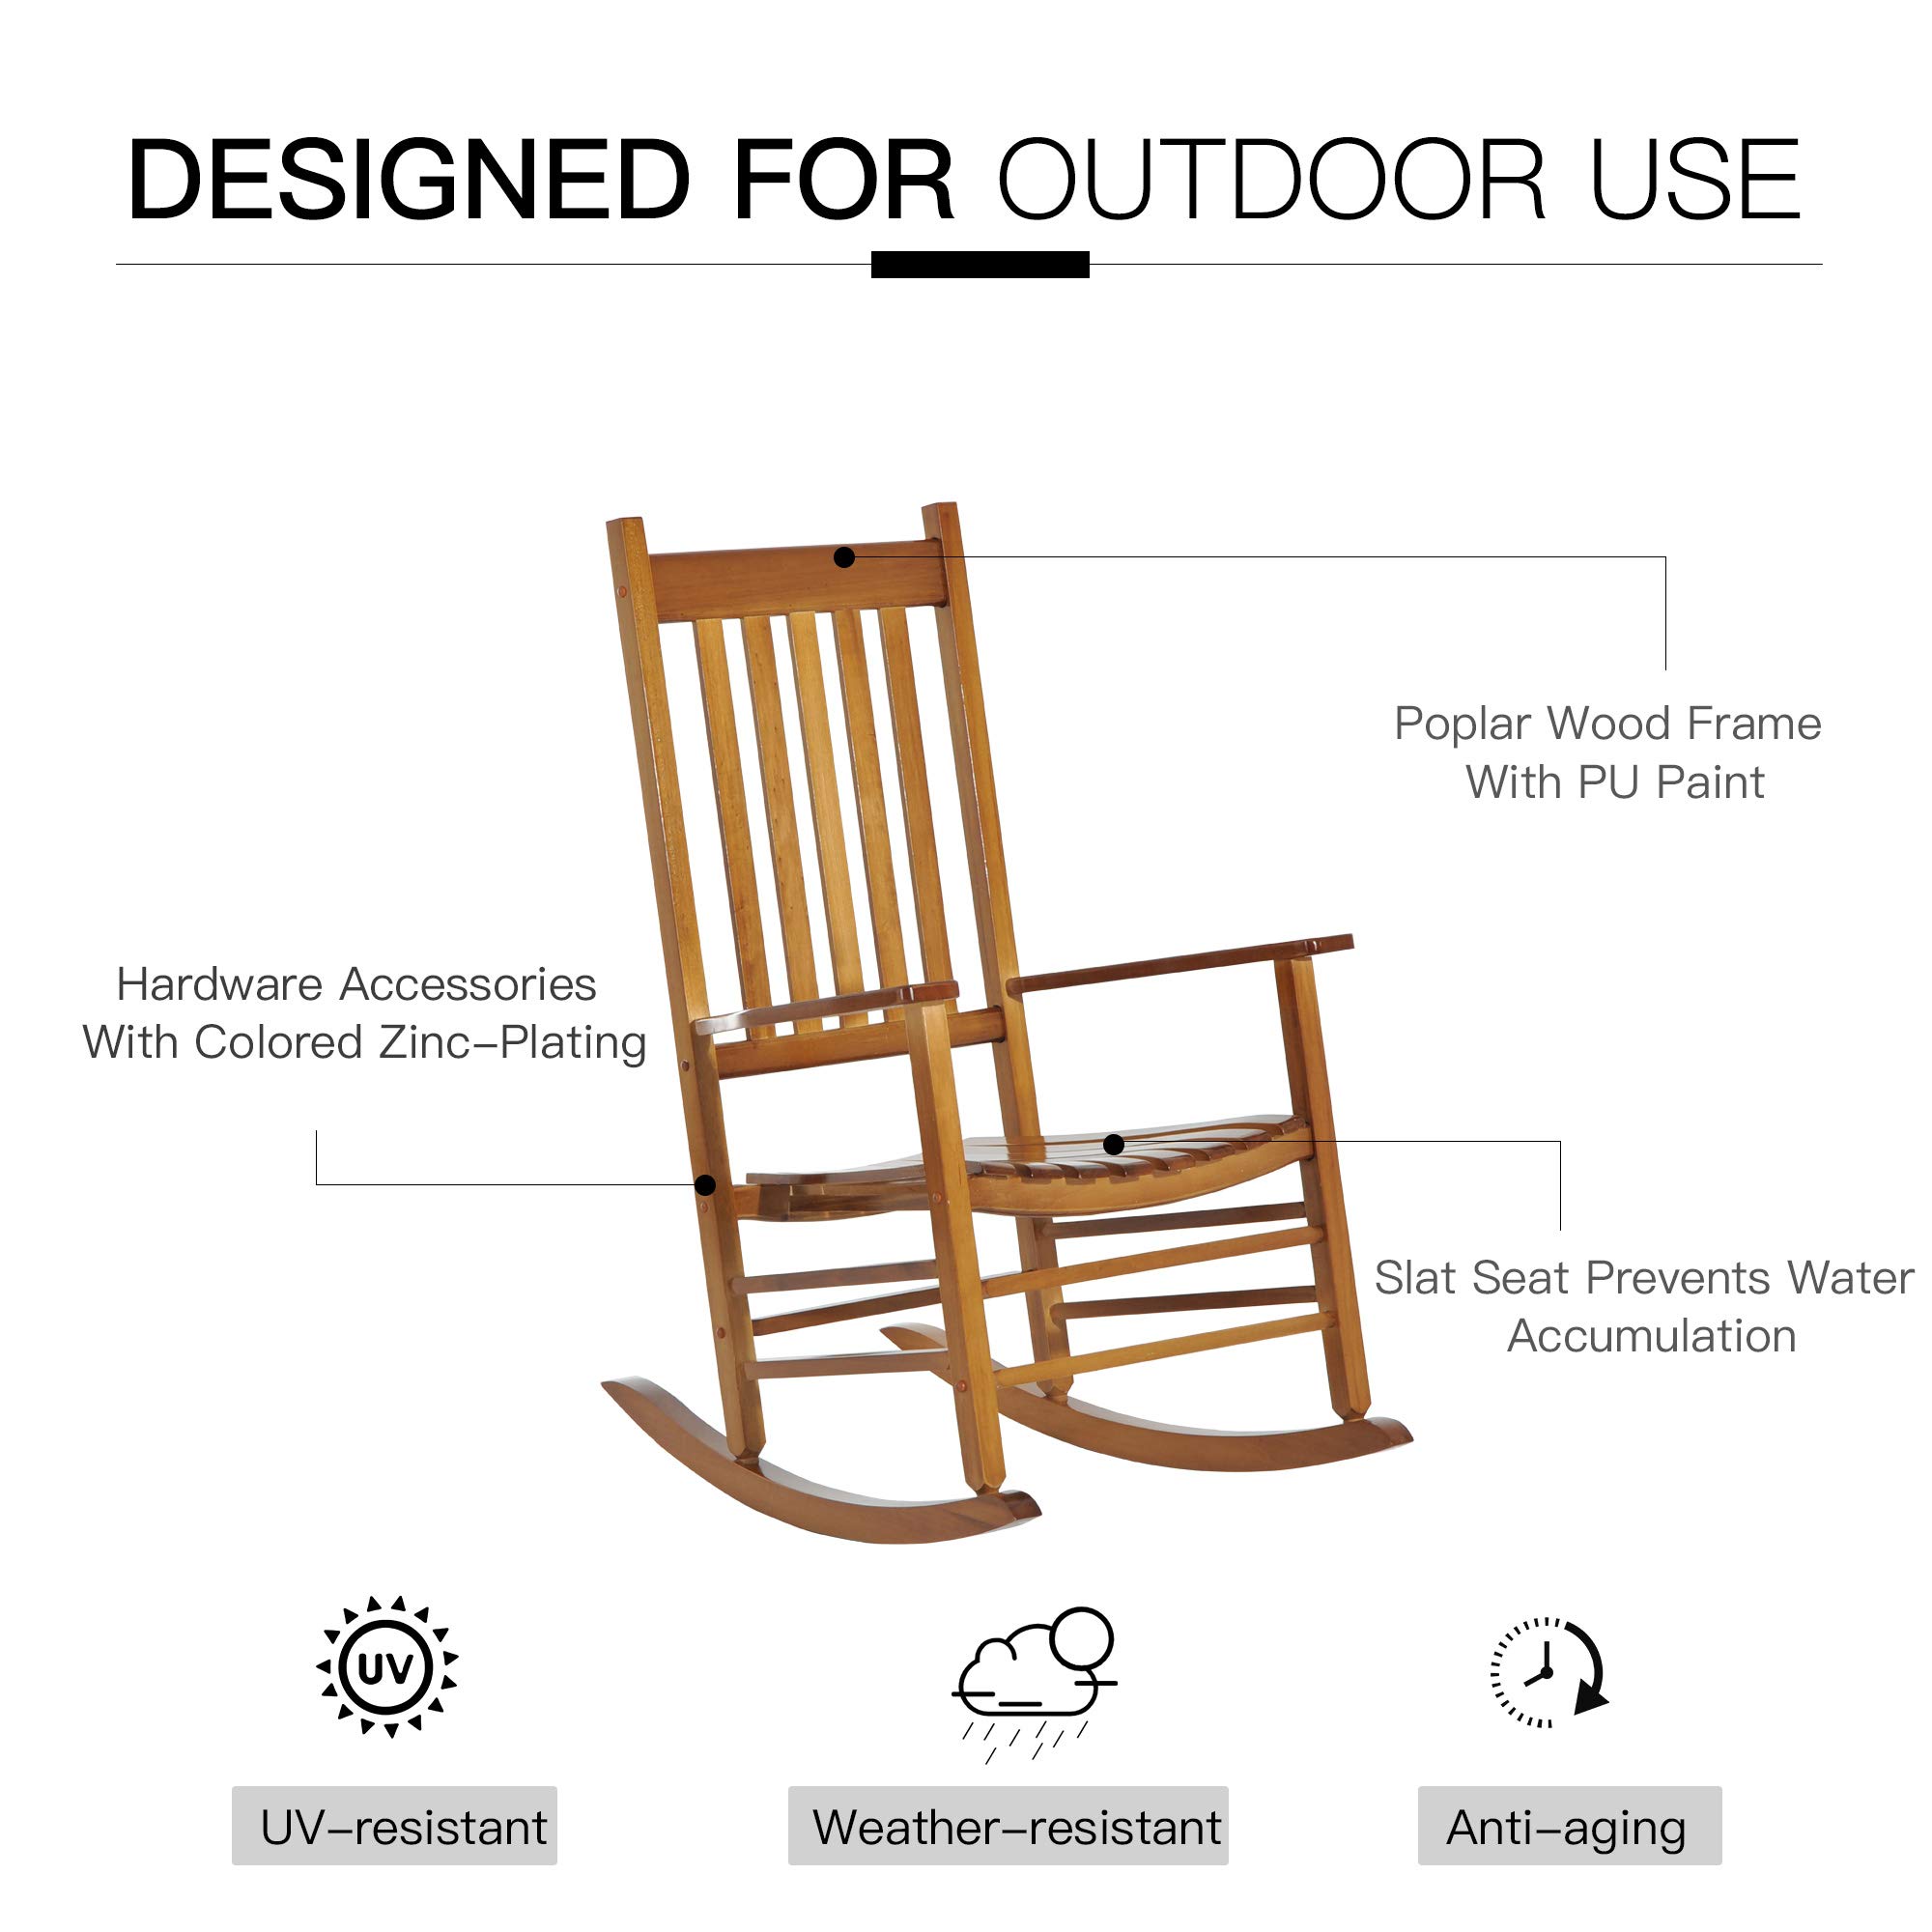 DESIGNED FOR OUTDOOR USE
Poplar Wood Frame
With PU Paint
Hardware Accessories
With Colored Zinc–Plating
Slat Seat Prevents Water
Accumulation
UV
UV–resistant
Weather–resistant
Anti–aging